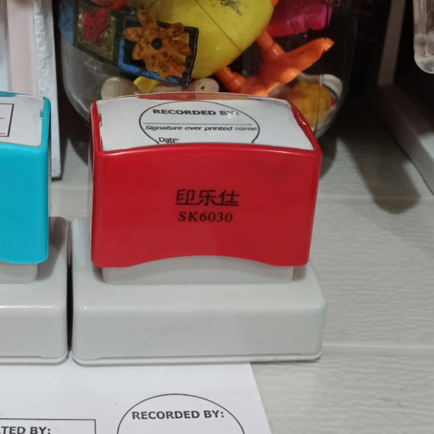 RECORDED BY:
Signature over printed name
Date:
印乐仕
SK6030
TED BY:
RECORDED BY: